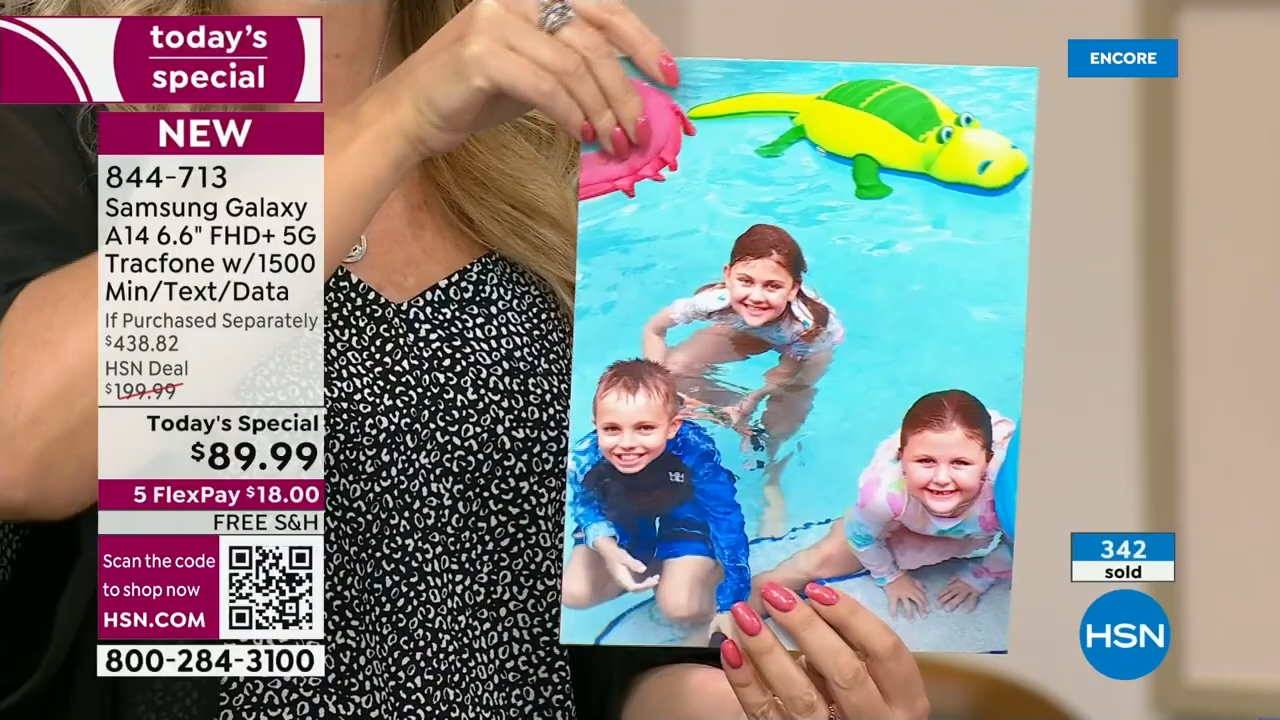 today's
special
NEW
844-713
Samsung Galaxy
A14 6.6" FHD+ 5G
Tracfone w/1500
Min/Text/Data
If Purchased Separately
$438.82
HSN Deal
$199.99
Today's Special
$89.99
5 FlexPay $18.00
FREE S&H
Scan the code
to shop now
HSN.COM
800-284-3100
ENCORE
342
sold
HSN